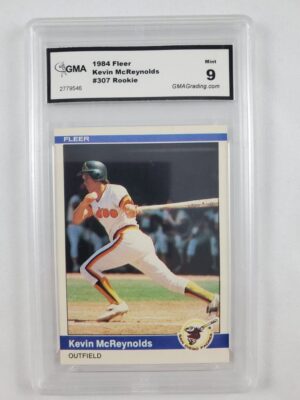 GMA
2779546
1984 Fleer
Kevin McReynolds
#307 Rookie
Mint
9
GMAGrading.com
FLEER
Kevin McReynolds
OUTFIELD